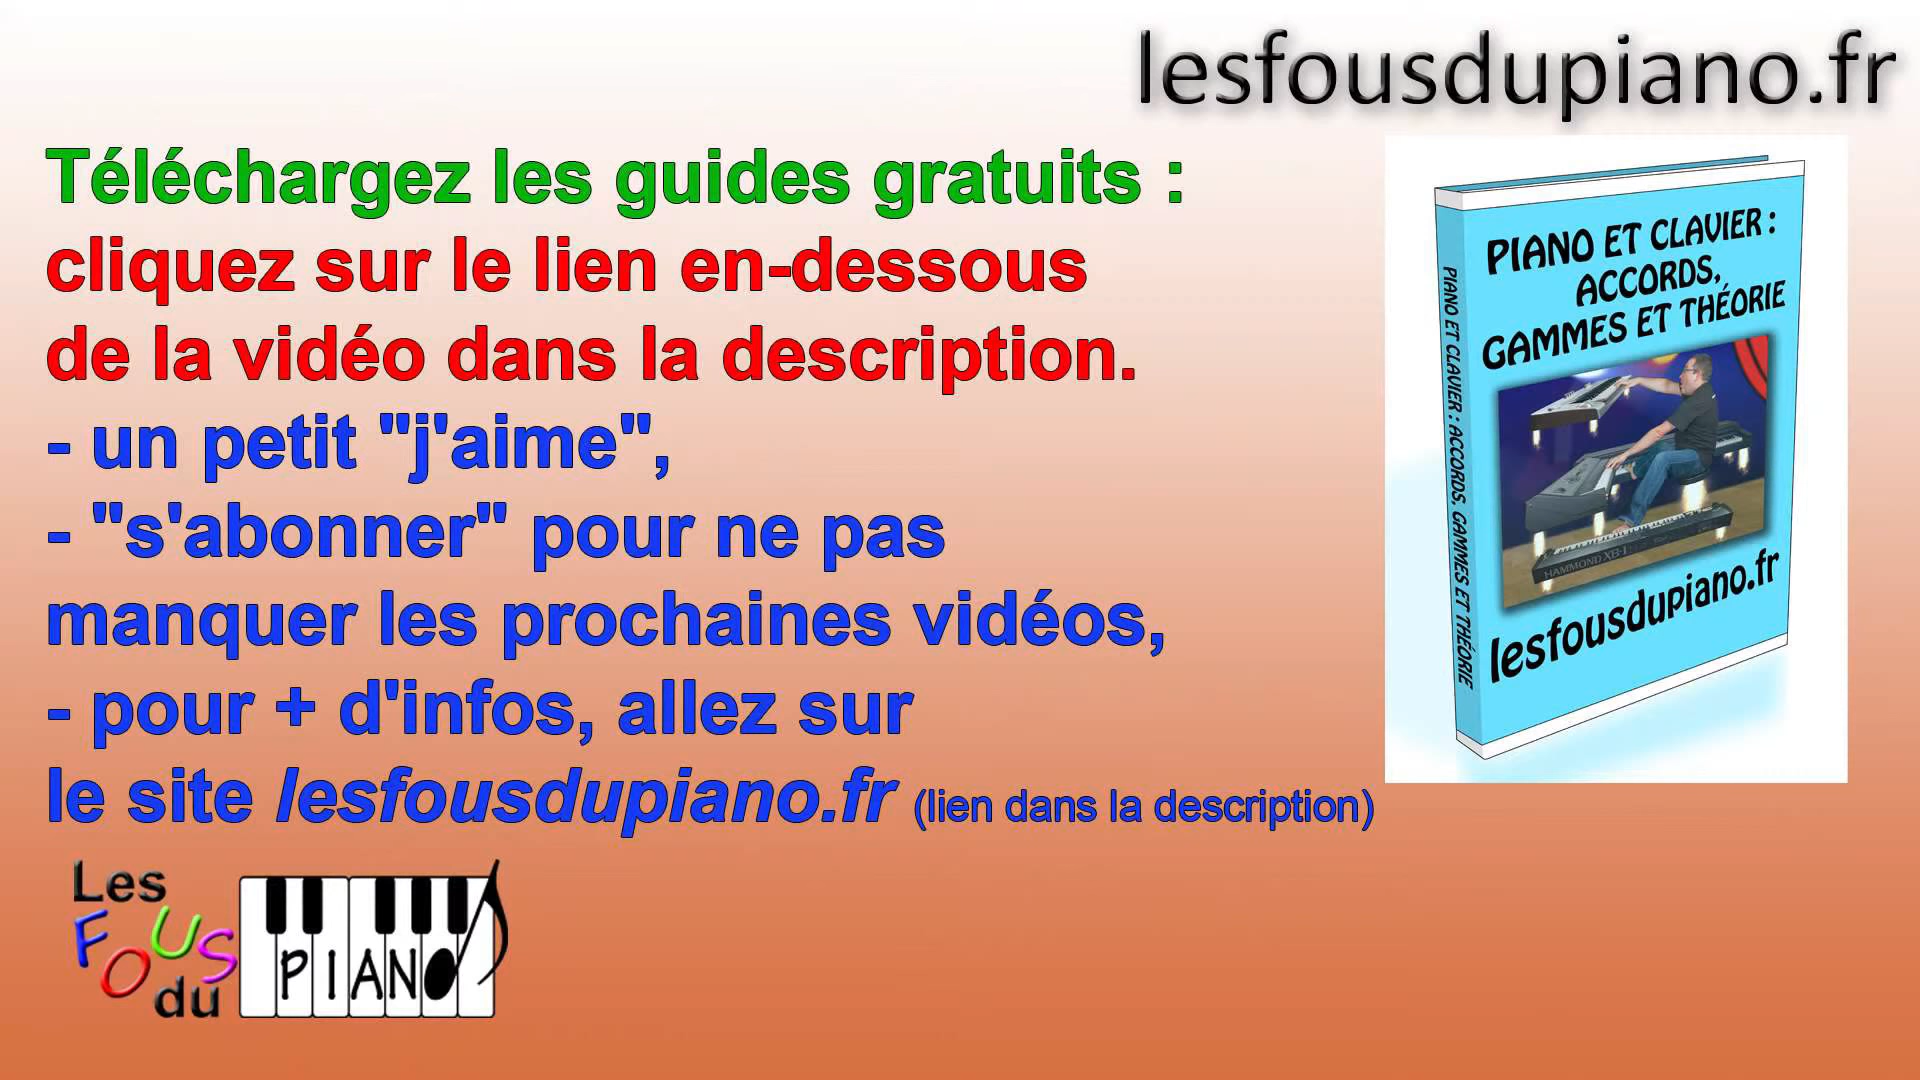 lesfousdupiano.fr
Téléchargez les guides gratuits :
cliquez sur le lien en-dessous
de la vidéo dans la description.
- un petit "j'aime",
- "s'abonner" pour ne pas
manquer les prochaines vidéos,
- pour + d'infos, allez sur
le site lesfousdupiano.fr (lien dans la description)
PIANO ET CLAVIER :
ACCORDS,
GAMMES ET THÉORIE
HAMMOND XB-1
lesfousdupiano.fr
PIANO ET CLAVIER : ACCORDS, GAMMES ET THÉORIE
Les
FOUS
du
PIANO